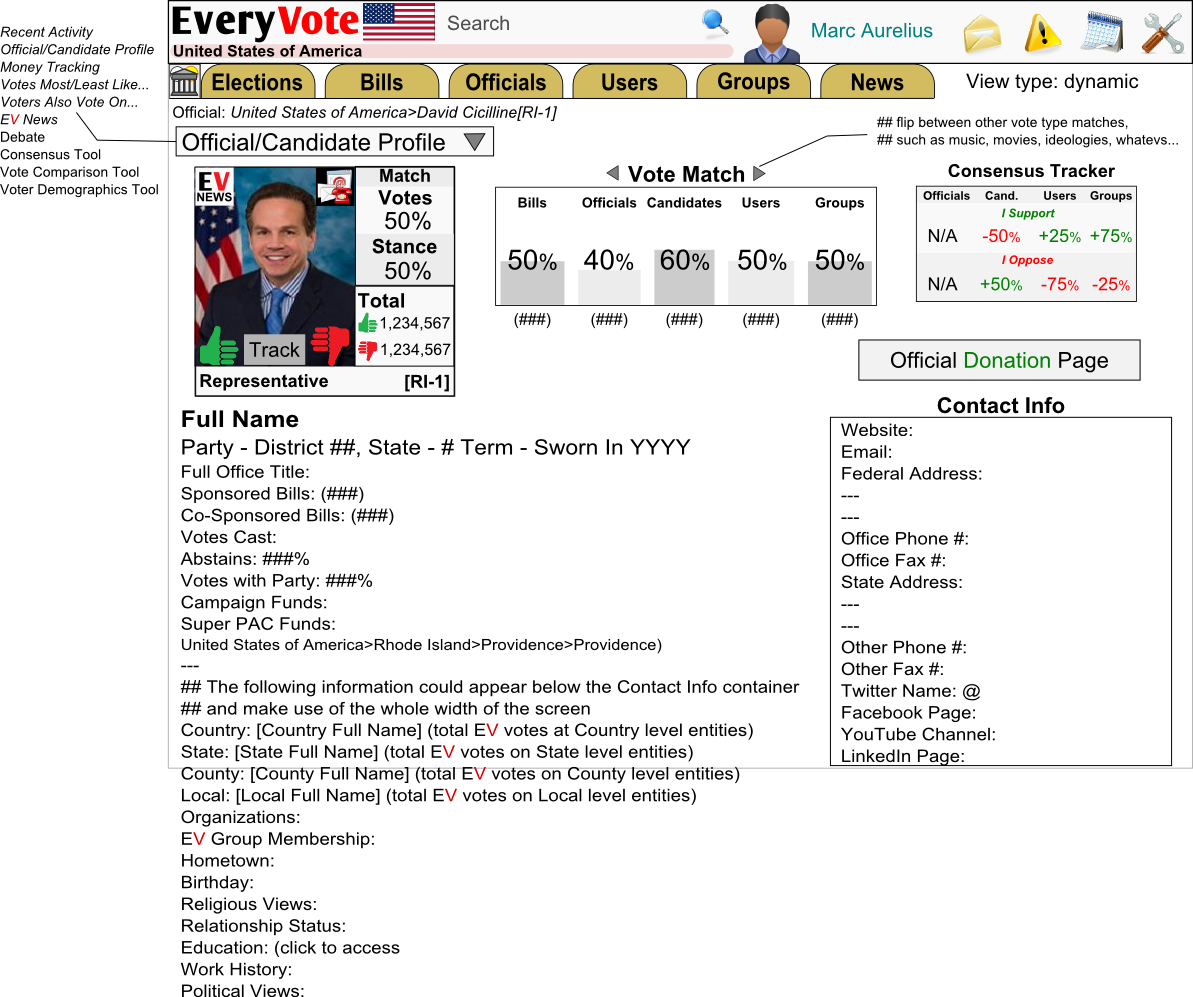 Recent Activity
Official/Candidate Profile
Money Tracking
Votes Most/Least Like...
Voters Also Vote On...
EV News
Debate
Consensus Tool
Vote Comparison Tool
Voter Demographics Tool
EveryVote
Search
Marc Aurelius
United States of America
Elections
Bills
Officials
Users
Groups
News
View type: dynamic
Official: United States of America>David Cicilline[RI-1]
Official/Candidate Profile
## flip between other vote type matches,
## such as music, movies, ideologies, whatevs...
EV
NEWS
Match
Votes
50%
Stance
50%
Total
1,234,567
1,234,567
Track
Representative [RI-1]
Vote Match
Bills Officials Candidates Users Groups
50% 40% 60% 50% 50%
(###) (###) (###) (###) (###)
Consensus Tracker
Officials Cand. Users Groups
I Support
N/A -50% +25% +75%
I Oppose
N/A +50% -75% -25%
Official Donation Page
Full Name
Party - District ##, State - # Term - Sworn In YYYY
Full Office Title:
Sponsored Bills: (###)
Co-Sponsored Bills: (###)
Votes Cast:
Abstains: ###%
Votes with Party: ###%
Campaign Funds:
Super PAC Funds:
United States of America>Rhode Island>Providence>Providence)
---
## The following information could appear below the Contact Info container
## and make use of the whole width of the screen
Country: [Country Full Name] (total EV votes at Country level entities)
State: [State Full Name] (total EV votes on State level entities)
County: [County Full Name] (total EV votes on County level entities)
Local: [Local Full Name] (total EV votes on Local level entities)
Organizations:
EV Group Membership:
Hometown:
Birthday:
Religious Views:
Relationship Status:
Education: (click to access
Work History:
Political Views:
Contact Info
Website:
Email:
Federal Address:
---
---
Office Phone #:
Office Fax #:
State Address:
---
---
Other Phone #:
Other Fax #:
Twitter Name: @
Facebook Page:
YouTube Channel:
LinkedIn Page: